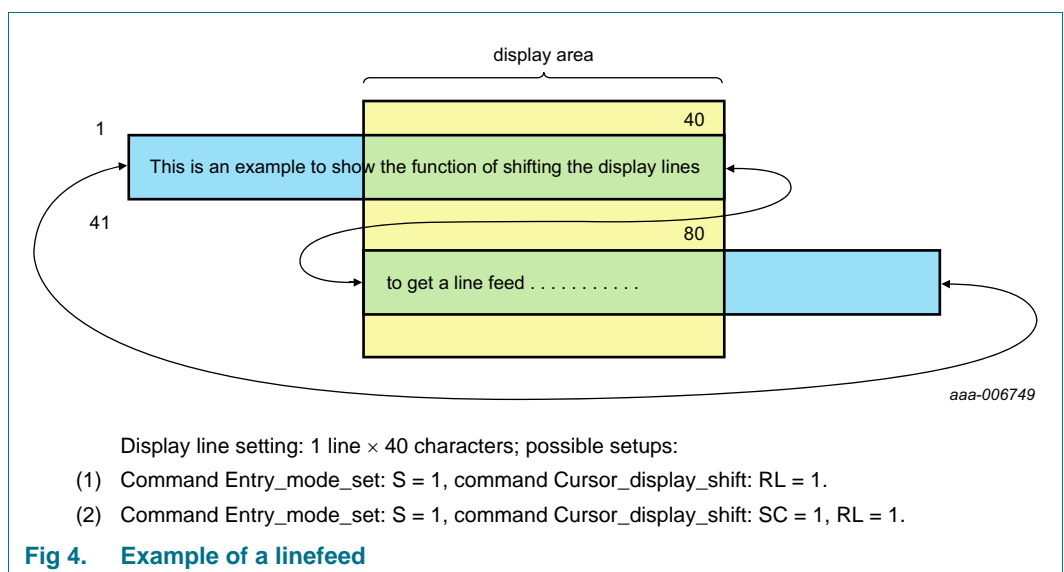 display area
1
40
This is an example to show the function of shifting the display lines
41
80
to get a line feed . . . . . . . . . . .
aaa-006749
Display line setting: 1 line × 40 characters; possible setups:
(1) Command Entry_mode_set: S = 1, command Cursor_display_shift: RL = 1.
(2) Command Entry_mode_set: S = 1, command Cursor_display_shift: SC = 1, RL = 1.
Fig 4. Example of a linefeed